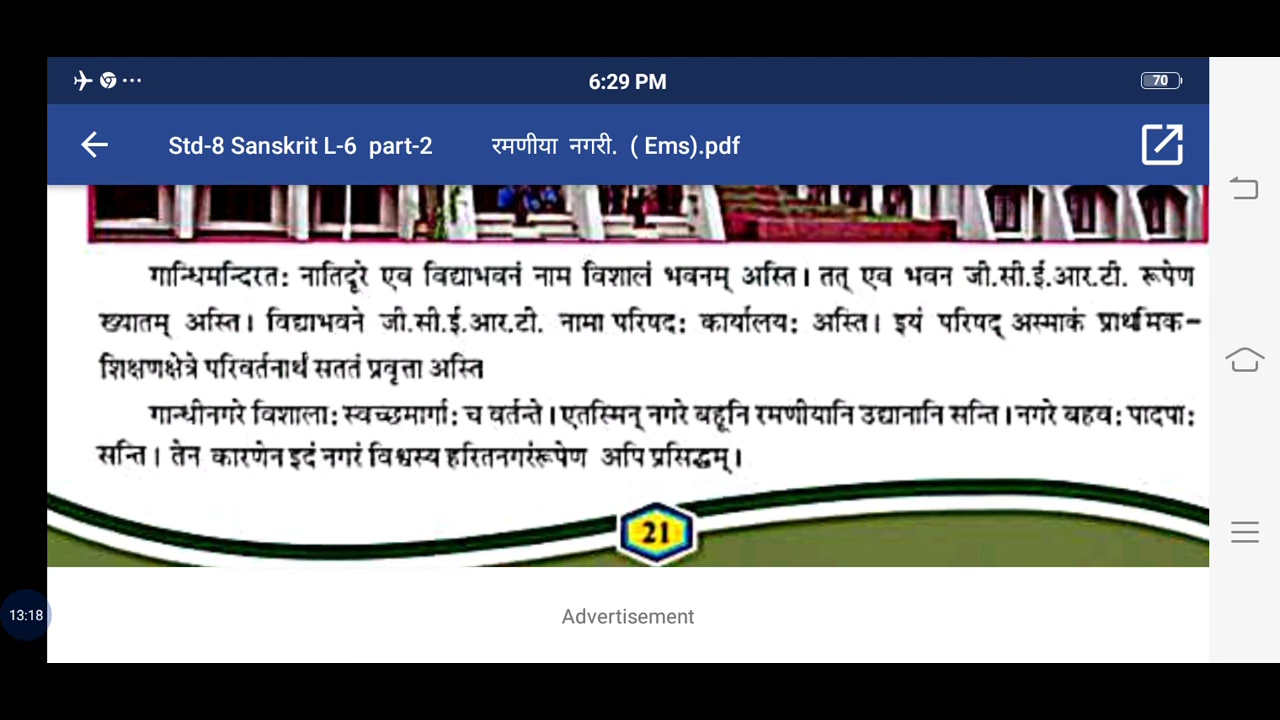 6:29 PM
70
Std-8 Sanskrit L-6 part-2 रमणीया नगरी. ( Ems).pdf
गान्धिमन्दिरत: नातिदूरे एव विद्याभवनं नाम विशालं भवनम् अस्ति। तत् एव भवन जी.सी.ई.आर.टी. रूपेण
ख्यातम् अस्ति। विद्याभवने जी.सी.ई.आर.टी. नामा परिषद: कार्यालय: अस्ति। इयं परिषद् अस्माकं प्राथमिक-
शिक्षणक्षेत्रे परिवर्तनार्थं सततं प्रवृत्ता अस्ति
गान्धीनगरे विशाला: स्वच्छमार्गा: च वर्तन्ते। एतस्मिन् नगरे बहूनि रमणीयानि उद्यानानि सन्ति। नगरे बहव: पादपा:
सन्ति। तेन कारणेन इदं नगरं विश्वस्य हरितनगरंरूपेण अपि प्रसिद्धम्।
21
13:18
Advertisement